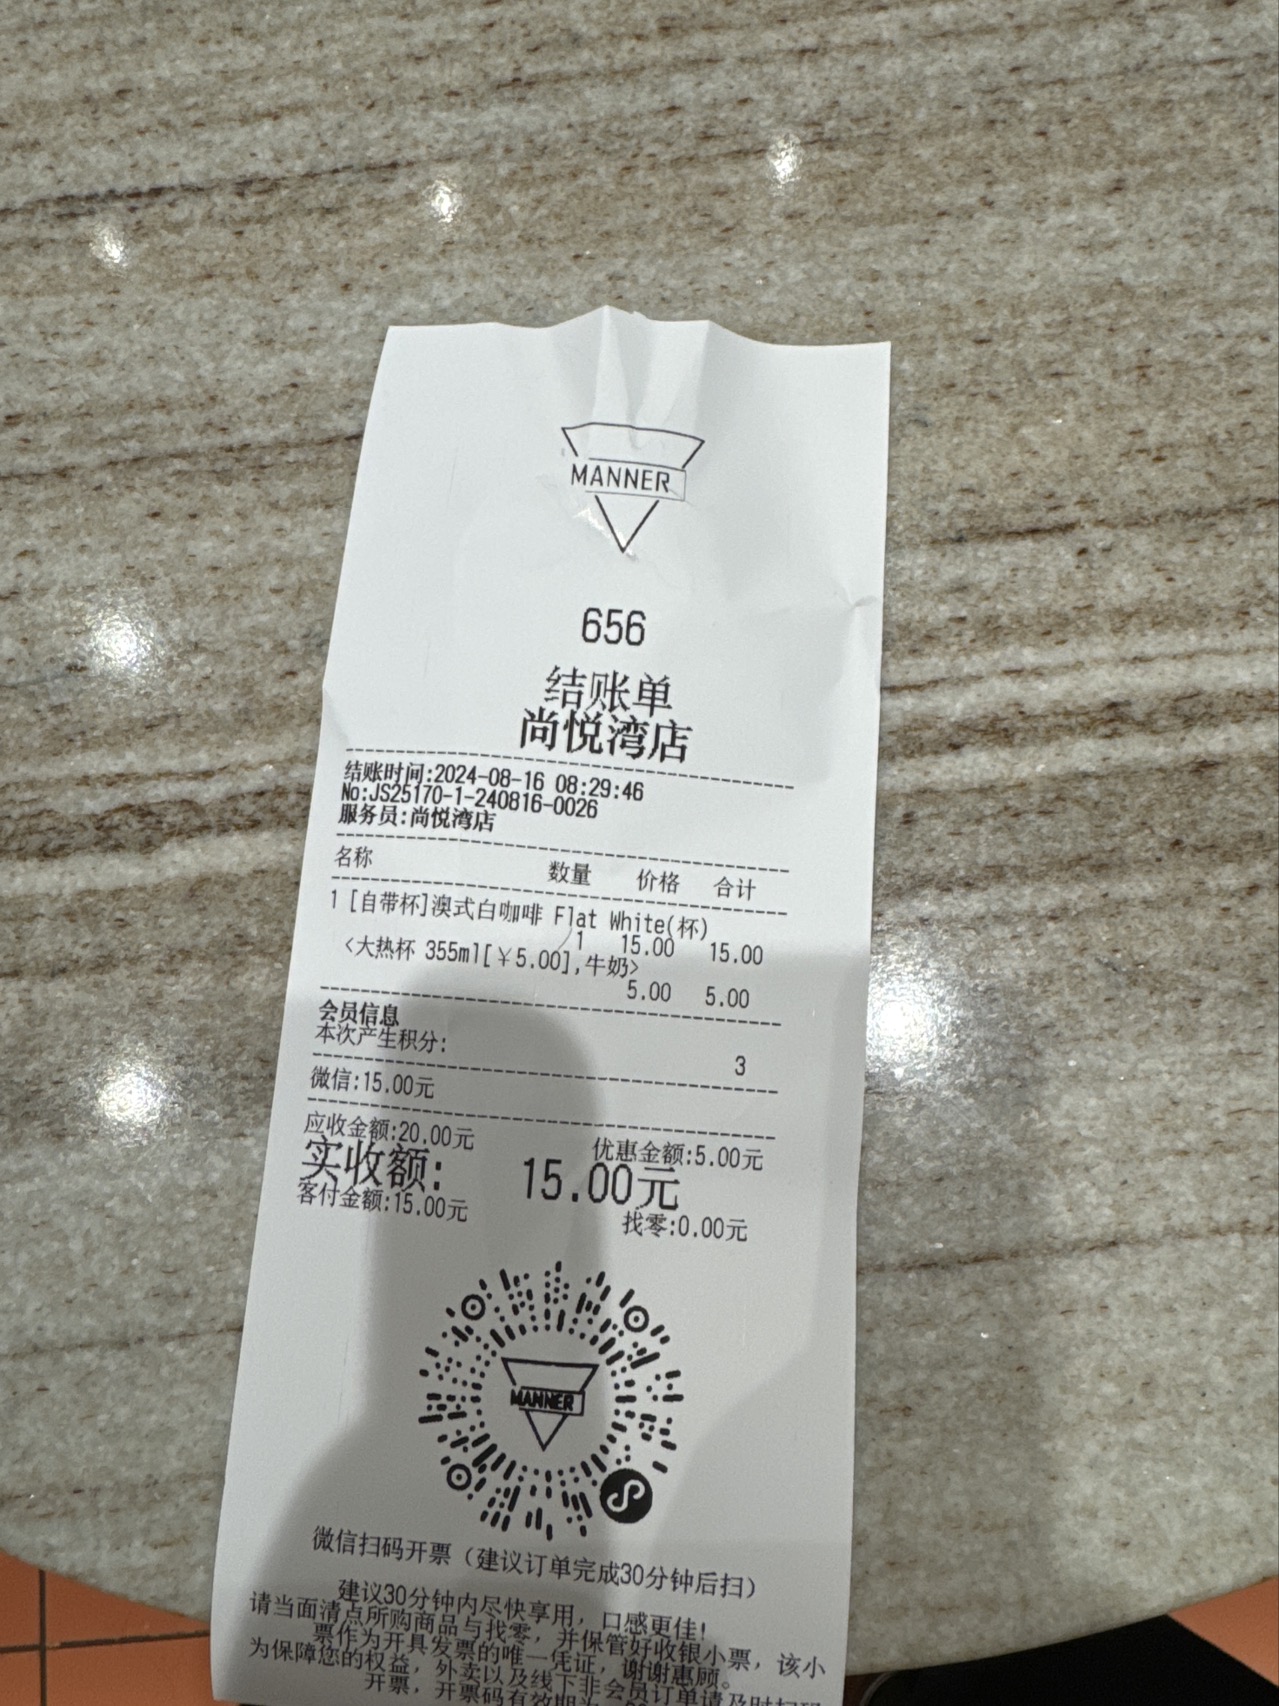 MANNER
656
结账单
尚悦湾店
结账时间:2024-08-16 08:29:46
No:JS25170-1-240816-0026
服务员:尚悦湾店
名称 数量 价格 合计
1 [自带杯]澳式白咖啡 Flat White(杯)
1 15.00 15.00
<大热杯 355ml[￥5.00],牛奶>
5.00 5.00
会员信息
本次产生积分: 3
微信:15.00元
应收金额:20.00元 优惠金额:5.00元
实收额: 15.00元
客付金额:15.00元 找零:0.00元
MANNER
微信扫码开票（建议订单完成30分钟后扫）
建议30分钟内尽快享用，口感更佳!
请当面清点所购商品与找零，并保管好收银小票，该小
票作为开具发票的唯一凭证，谢谢惠顾。
为保障您的权益，外卖以及线下非会员订单请及时扫码
开票，开票码有效期为